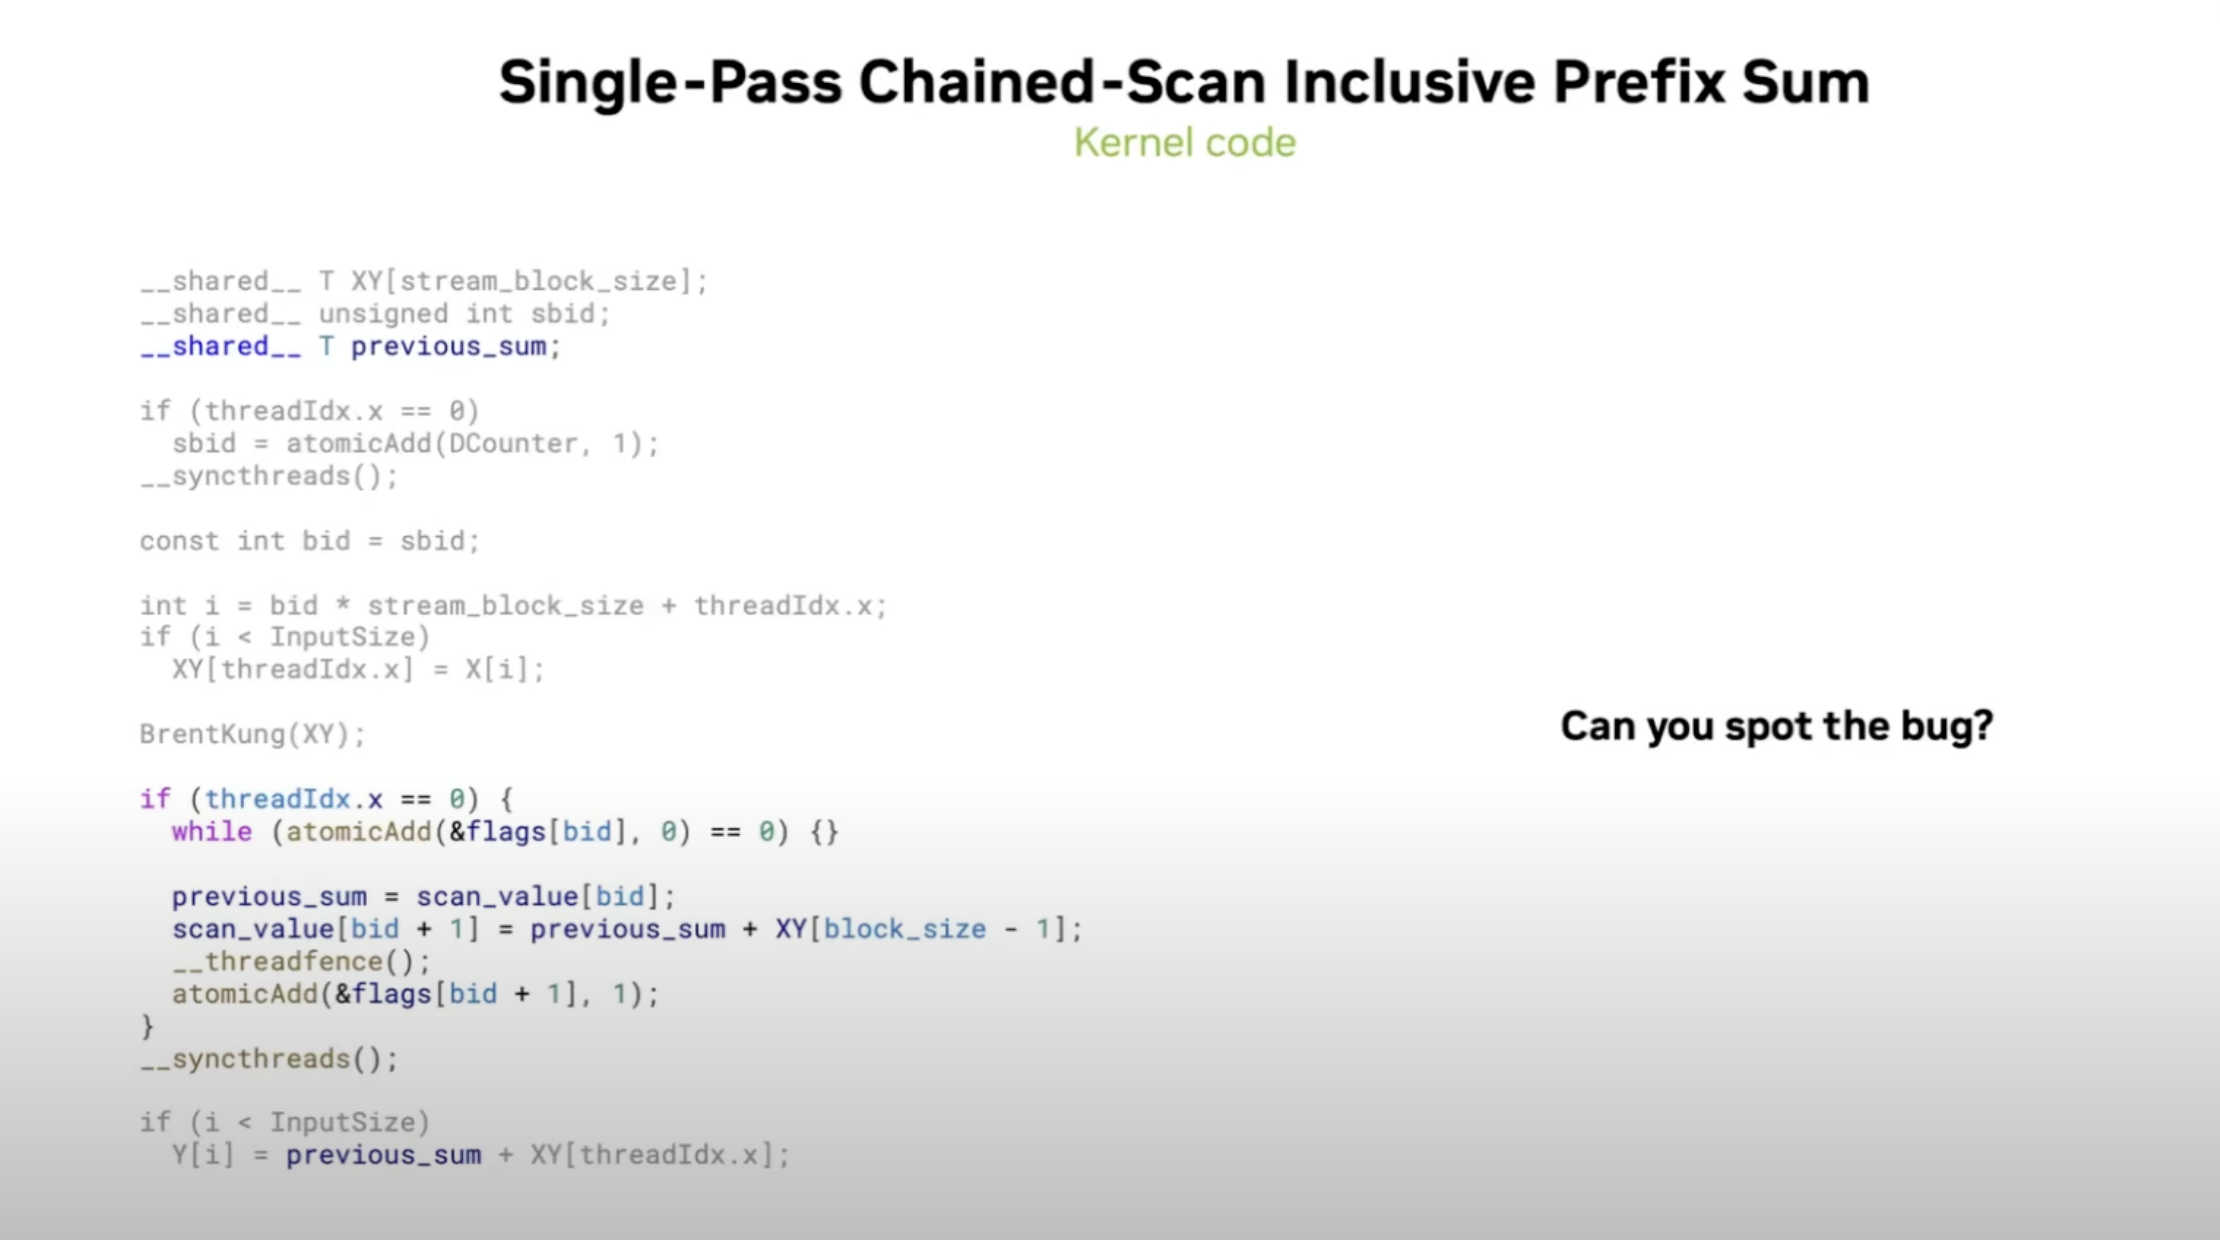 Single-Pass Chained-Scan Inclusive Prefix Sum
Kernel code
__shared__ T XY[stream_block_size];
__shared__ unsigned int sbid;
__shared__ T previous_sum;
if (threadIdx.x == 0)
sbid = atomicAdd(DCounter, 1);
__syncthreads();
const int bid = sbid;
int i = bid * stream_block_size + threadIdx.x;
if (i < InputSize)
XY[threadIdx.x] = X[i];
BrentKung(XY);
if (threadIdx.x == 0) {
while (atomicAdd(&flags[bid], 0) == 0) {}
previous_sum = scan_value[bid];
scan_value[bid + 1] = previous_sum + XY[block_size - 1];
__threadfence();
atomicAdd(&flags[bid + 1], 1);
}
__syncthreads();
if (i < InputSize)
Y[i] = previous_sum + XY[threadIdx.x];
Can you spot the bug?